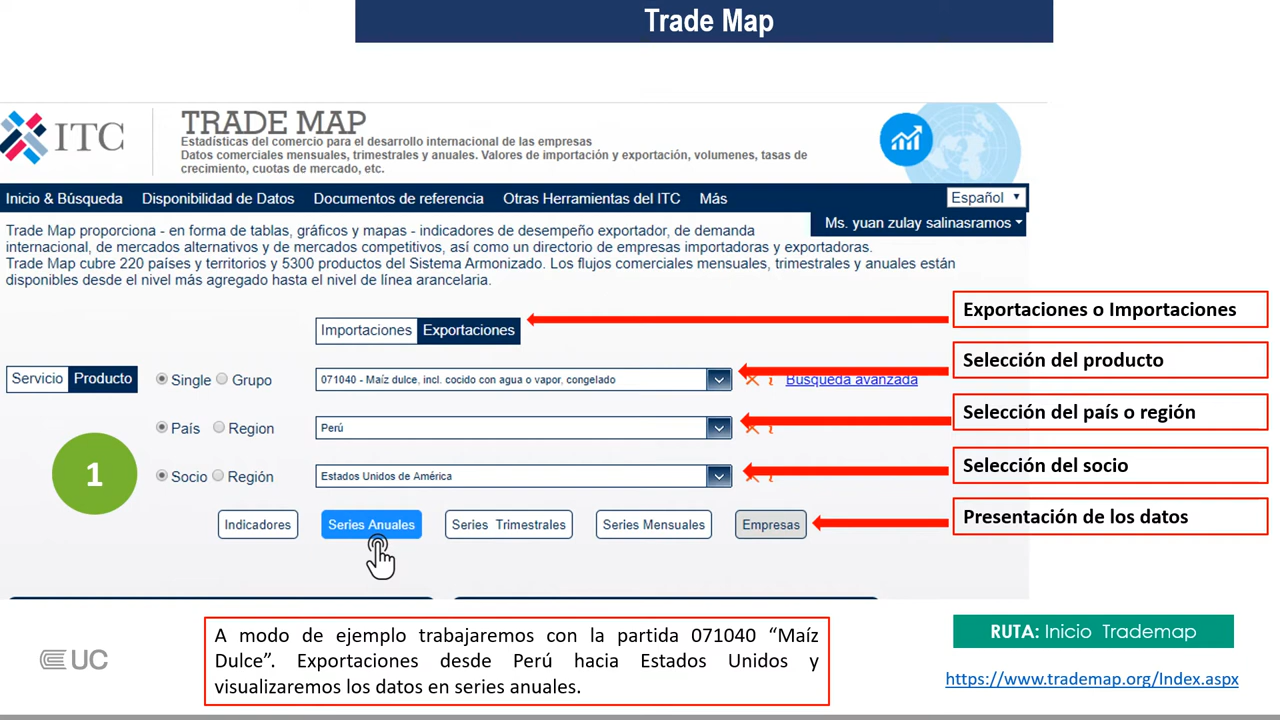 Trade Map
ITC
TRADE MAP
Estadísticas del comercio para el desarrollo internacional de las empresas
Datos comerciales mensuales, trimestrales y anuales. Valores de importación y exportación, volumenes, tasas de
crecimiento, cuotas de mercado, etc.
Inicio & Búsqueda Disponibilidad de Datos Documentos de referencia Otras Herramientas del ITC Más Español
Ms. yuan zulay salinasramos
Trade Map proporciona - en forma de tablas, gráficos y mapas - indicadores de desempeño exportador, de demanda
internacional, de mercados alternativos y de mercados competitivos, así como un directorio de empresas importadoras y exportadoras.
Trade Map cubre 220 países y territorios y 5300 productos del Sistema Armonizado. Los flujos comerciales mensuales, trimestrales y anuales están
disponibles desde el nivel más agregado hasta el nivel de línea arancelaria.
Importaciones Exportaciones
Exportaciones o Importaciones
Servicio Producto Single Grupo 071040 - Maíz dulce, incl. cocido con agua o vapor, congelado Búsqueda avanzada
Selección del producto
País Region Perú
Selección del país o región
1
Socio Región Estados Unidos de América
Selección del socio
Indicadores Series Anuales Series Trimestrales Series Mensuales Empresas
Presentación de los datos
A modo de ejemplo trabajaremos con la partida 071040 “Maíz
Dulce”. Exportaciones desde Perú hacia Estados Unidos y
visualizaremos los datos en series anuales.
RUTA: Inicio Trademap
https://www.trademap.org/Index.aspx
UC